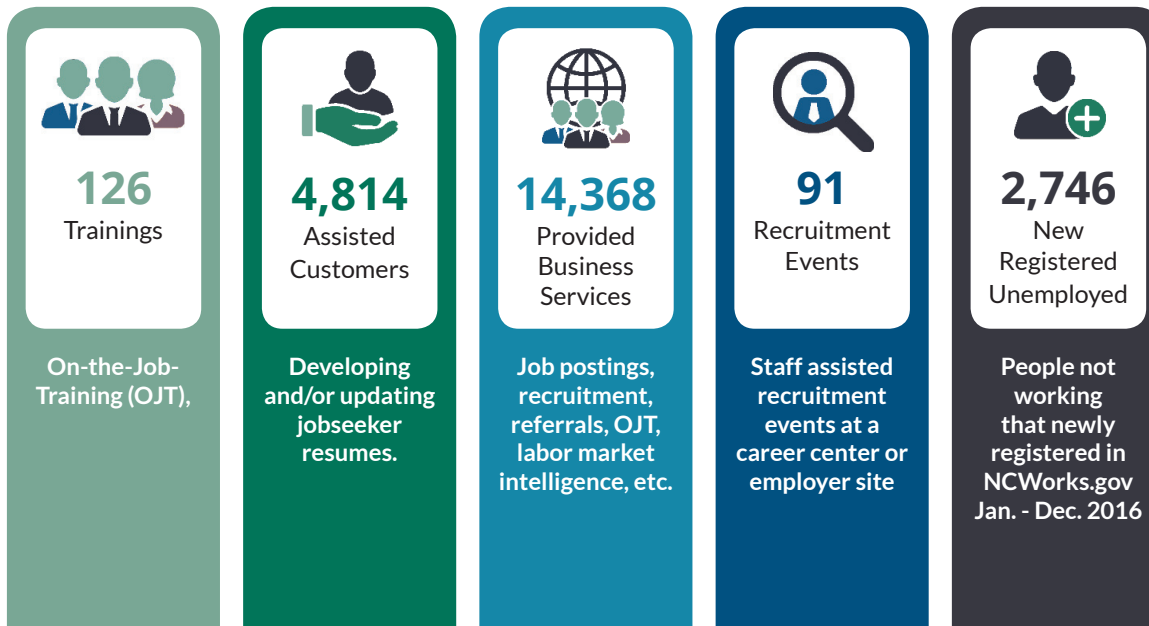 126
Trainings
On-the-Job-
Training (OJT),
4,814
Assisted
Customers
Developing
and/or updating
jobseeker
resumes.
14,368
Provided
Business
Services
Job postings,
recruitment,
referrals, OJT,
labor market
intelligence, etc.
91
Recruitment
Events
Staff assisted
recruitment
events at a
career center or
employer site
2,746
New
Registered
Unemployed
People not
working
that newly
registered in
NCWorks.gov
Jan. - Dec. 2016